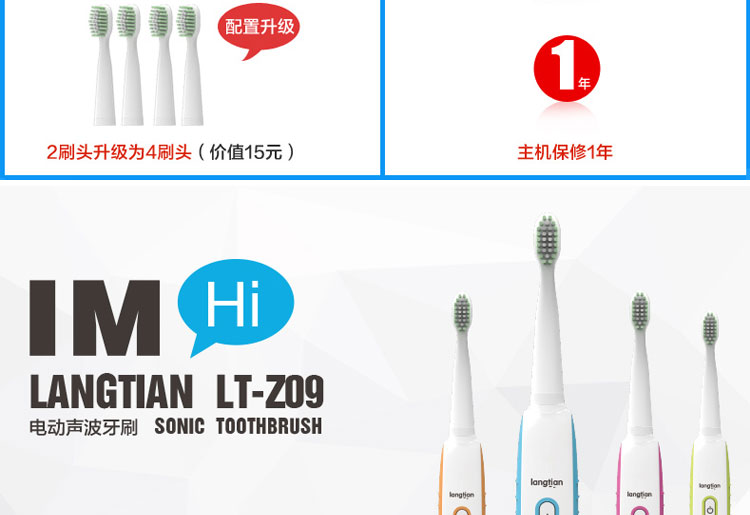 配置升级
2刷头升级为4刷头（价值15元）
1年
主机保修1年
IM
Hi
LANGTIAN LT-Z09
电动声波牙刷 SONIC TOOTHBRUSH
langtian
langtian
langtian
langtian